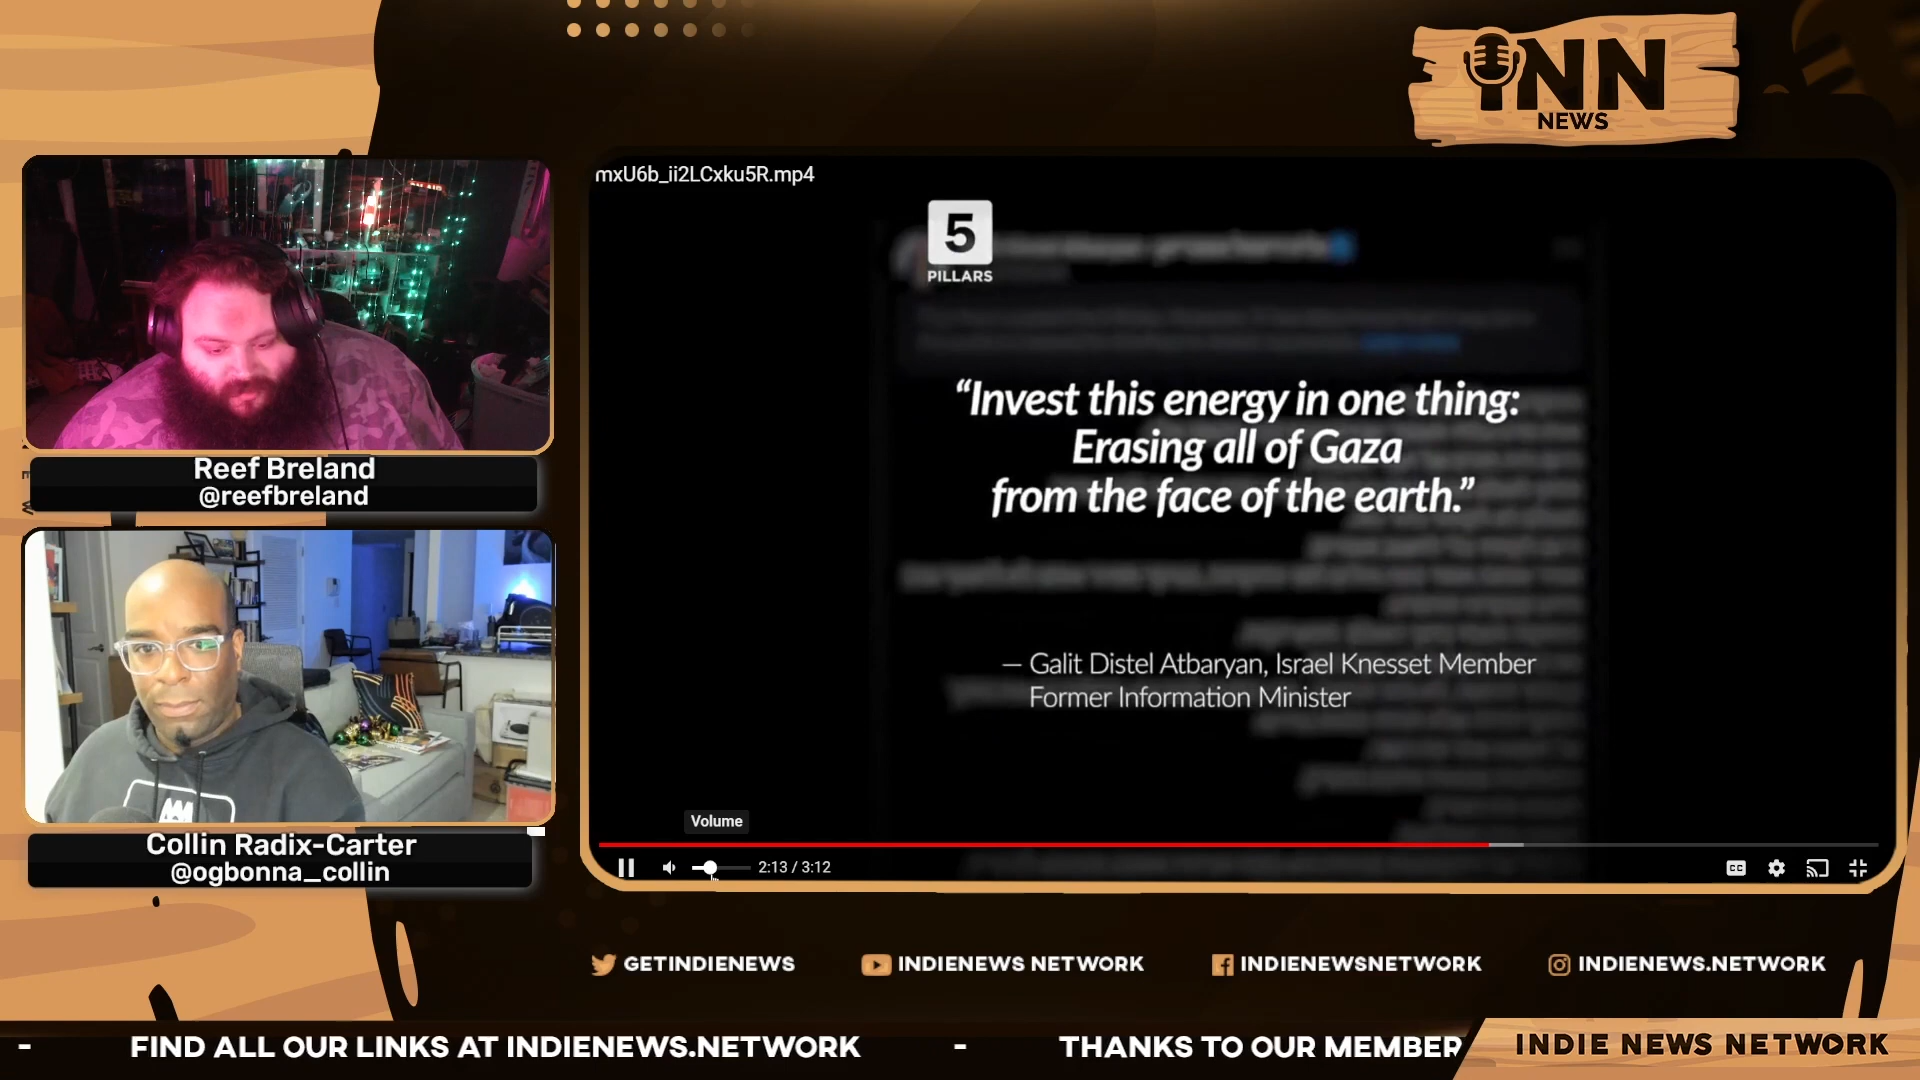 iNN
NEWS
mxU6b_ii2LCxku5R.mp4
5
PILLARS
“Invest this energy in one thing:
Erasing all of Gaza
from the face of the earth.”
— Galit Distel Atbaryan, Israel Knesset Member
Former Information Minister
Volume
2:13 / 3:12
CC
Reef Breland
@reefbreland
Collin Radix-Carter
@ogbonna_collin
GETINDIENEWS
INDIENEWS NETWORK
INDIENEWSNETWORK
INDIENEWS.NETWORK
- FIND ALL OUR LINKS AT INDIENEWS.NETWORK - THANKS TO OUR MEMBER
INDIE NEWS NETWORK